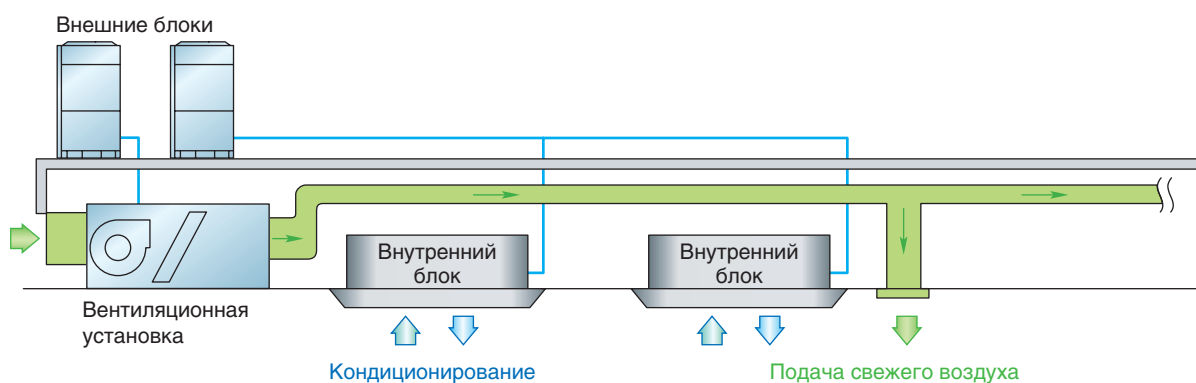 Внешние блоки
Внутренний
блок
Внутренний
блок
Вентиляционная
установка
Кондиционирование
Подача свежего воздуха